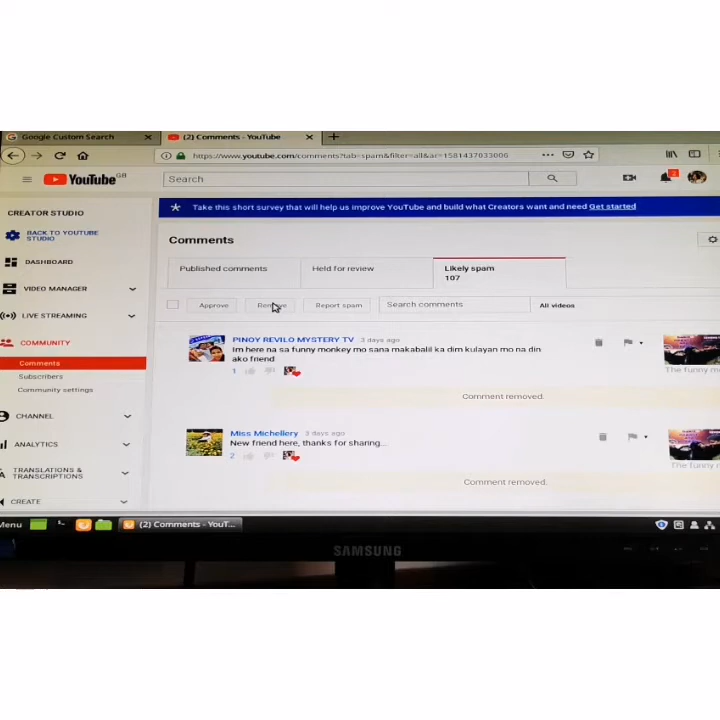 Google Custom Search
(2) Comments - YouTube
https://www.youtube.com/comments?tab=spam&filter=all&ac=1581437033006
YouTube GB
Search
2
CREATOR STUDIO
Take this short survey that will help us improve YouTube and build what Creators want and need Get started
BACK TO YOUTUBE
STUDIO
DASHBOARD
VIDEO MANAGER
LIVE STREAMING
COMMUNITY
Comments
Subscribers
Community settings
CHANNEL
ANALYTICS
TRANSLATIONS &
TRANSCRIPTIONS
CREATE
Comments
Published comments
Held for review
Likely spam
107
Approve
Remove
Report spam
Search comments
All videos
PINOY REVILO MYSTERY TV 3 days ago
Im here na sa funny monkey mo sana makabalil ka dim kulayan mo na din
ako friend
1
The funny m
Comment removed.
Miss Michellery 3 days ago
New friend here, thanks for sharing...
2
The funny m
Comment removed.
Menu
(2) Comments - YouT...
SAMSUNG